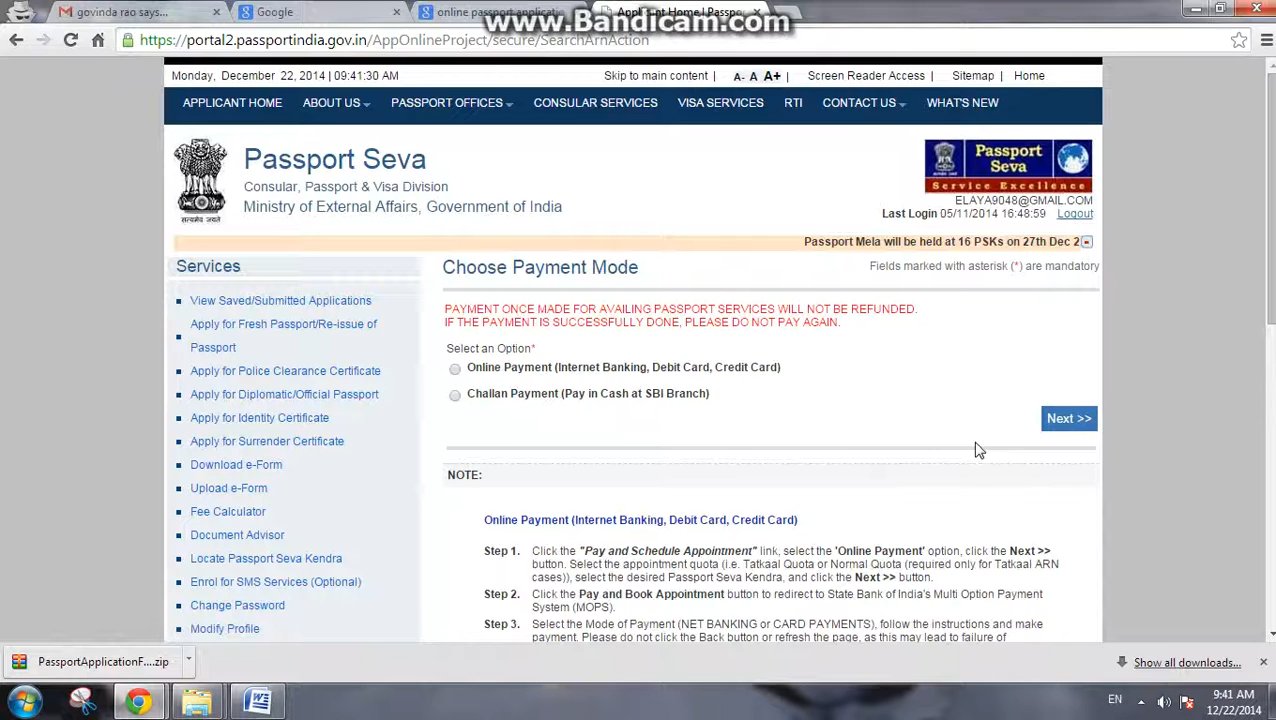 govinda rao says...
Google
online passport applicati
Applicant Home | Passpo
www.Bandicam.com
https://portal2.passportindia.gov.in/AppOnlineProject/secure/SearchArnAction
Monday, December 22, 2014 | 09:41:30 AM
Skip to main content | A- A A+ | Screen Reader Access | Sitemap | Home
APPLICANT HOME ABOUT US PASSPORT OFFICES CONSULAR SERVICES VISA SERVICES RTI CONTACT US WHAT'S NEW
Passport Seva
Consular, Passport & Visa Division
Ministry of External Affairs, Government of India
सत्यमेव जयते
Passport
Seva
Service Excellence
ELAYA9048@GMAIL.COM
Last Login 05/11/2014 16:48:59 Logout
Passport Mela will be held at 16 PSKs on 27th Dec 2
Services
View Saved/Submitted Applications
Apply for Fresh Passport/Re-issue of
Passport
Apply for Police Clearance Certificate
Apply for Diplomatic/Official Passport
Apply for Identity Certificate
Apply for Surrender Certificate
Download e-Form
Upload e-Form
Fee Calculator
Document Advisor
Locate Passport Seva Kendra
Enrol for SMS Services (Optional)
Change Password
Modify Profile
Choose Payment Mode
Fields marked with asterisk (*) are mandatory
PAYMENT ONCE MADE FOR AVAILING PASSPORT SERVICES WILL NOT BE REFUNDED.
IF THE PAYMENT IS SUCCESSFULLY DONE, PLEASE DO NOT PAY AGAIN.
Select an Option*
Online Payment (Internet Banking, Debit Card, Credit Card)
Challan Payment (Pay in Cash at SBI Branch)
Next >>
NOTE:
Online Payment (Internet Banking, Debit Card, Credit Card)
Step 1. Click the "Pay and Schedule Appointment" link, select the 'Online Payment' option, click the Next >>
button. Select the appointment quota (i.e. Tatkaal Quota or Normal Quota (required only for Tatkaal ARN
cases)), select the desired Passport Seva Kendra, and click the Next >> button.
Step 2. Click the Pay and Book Appointment button to redirect to State Bank of India's Multi Option Payment
System (MOPS).
Step 3. Select the Mode of Payment (NET BANKING or CARD PAYMENTS), follow the instructions and make
payment. Please do not click the Back button or refresh the page, as this may lead to failure of
PassportApplicationF....zip
Show all downloads...
EN
9:41 AM
12/22/2014